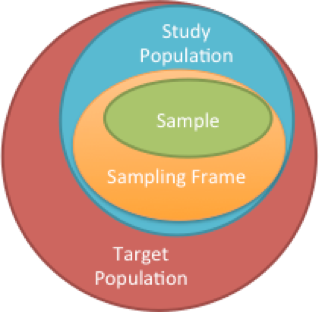 Study
Population
Sample
Sampling Frame
Target
Population